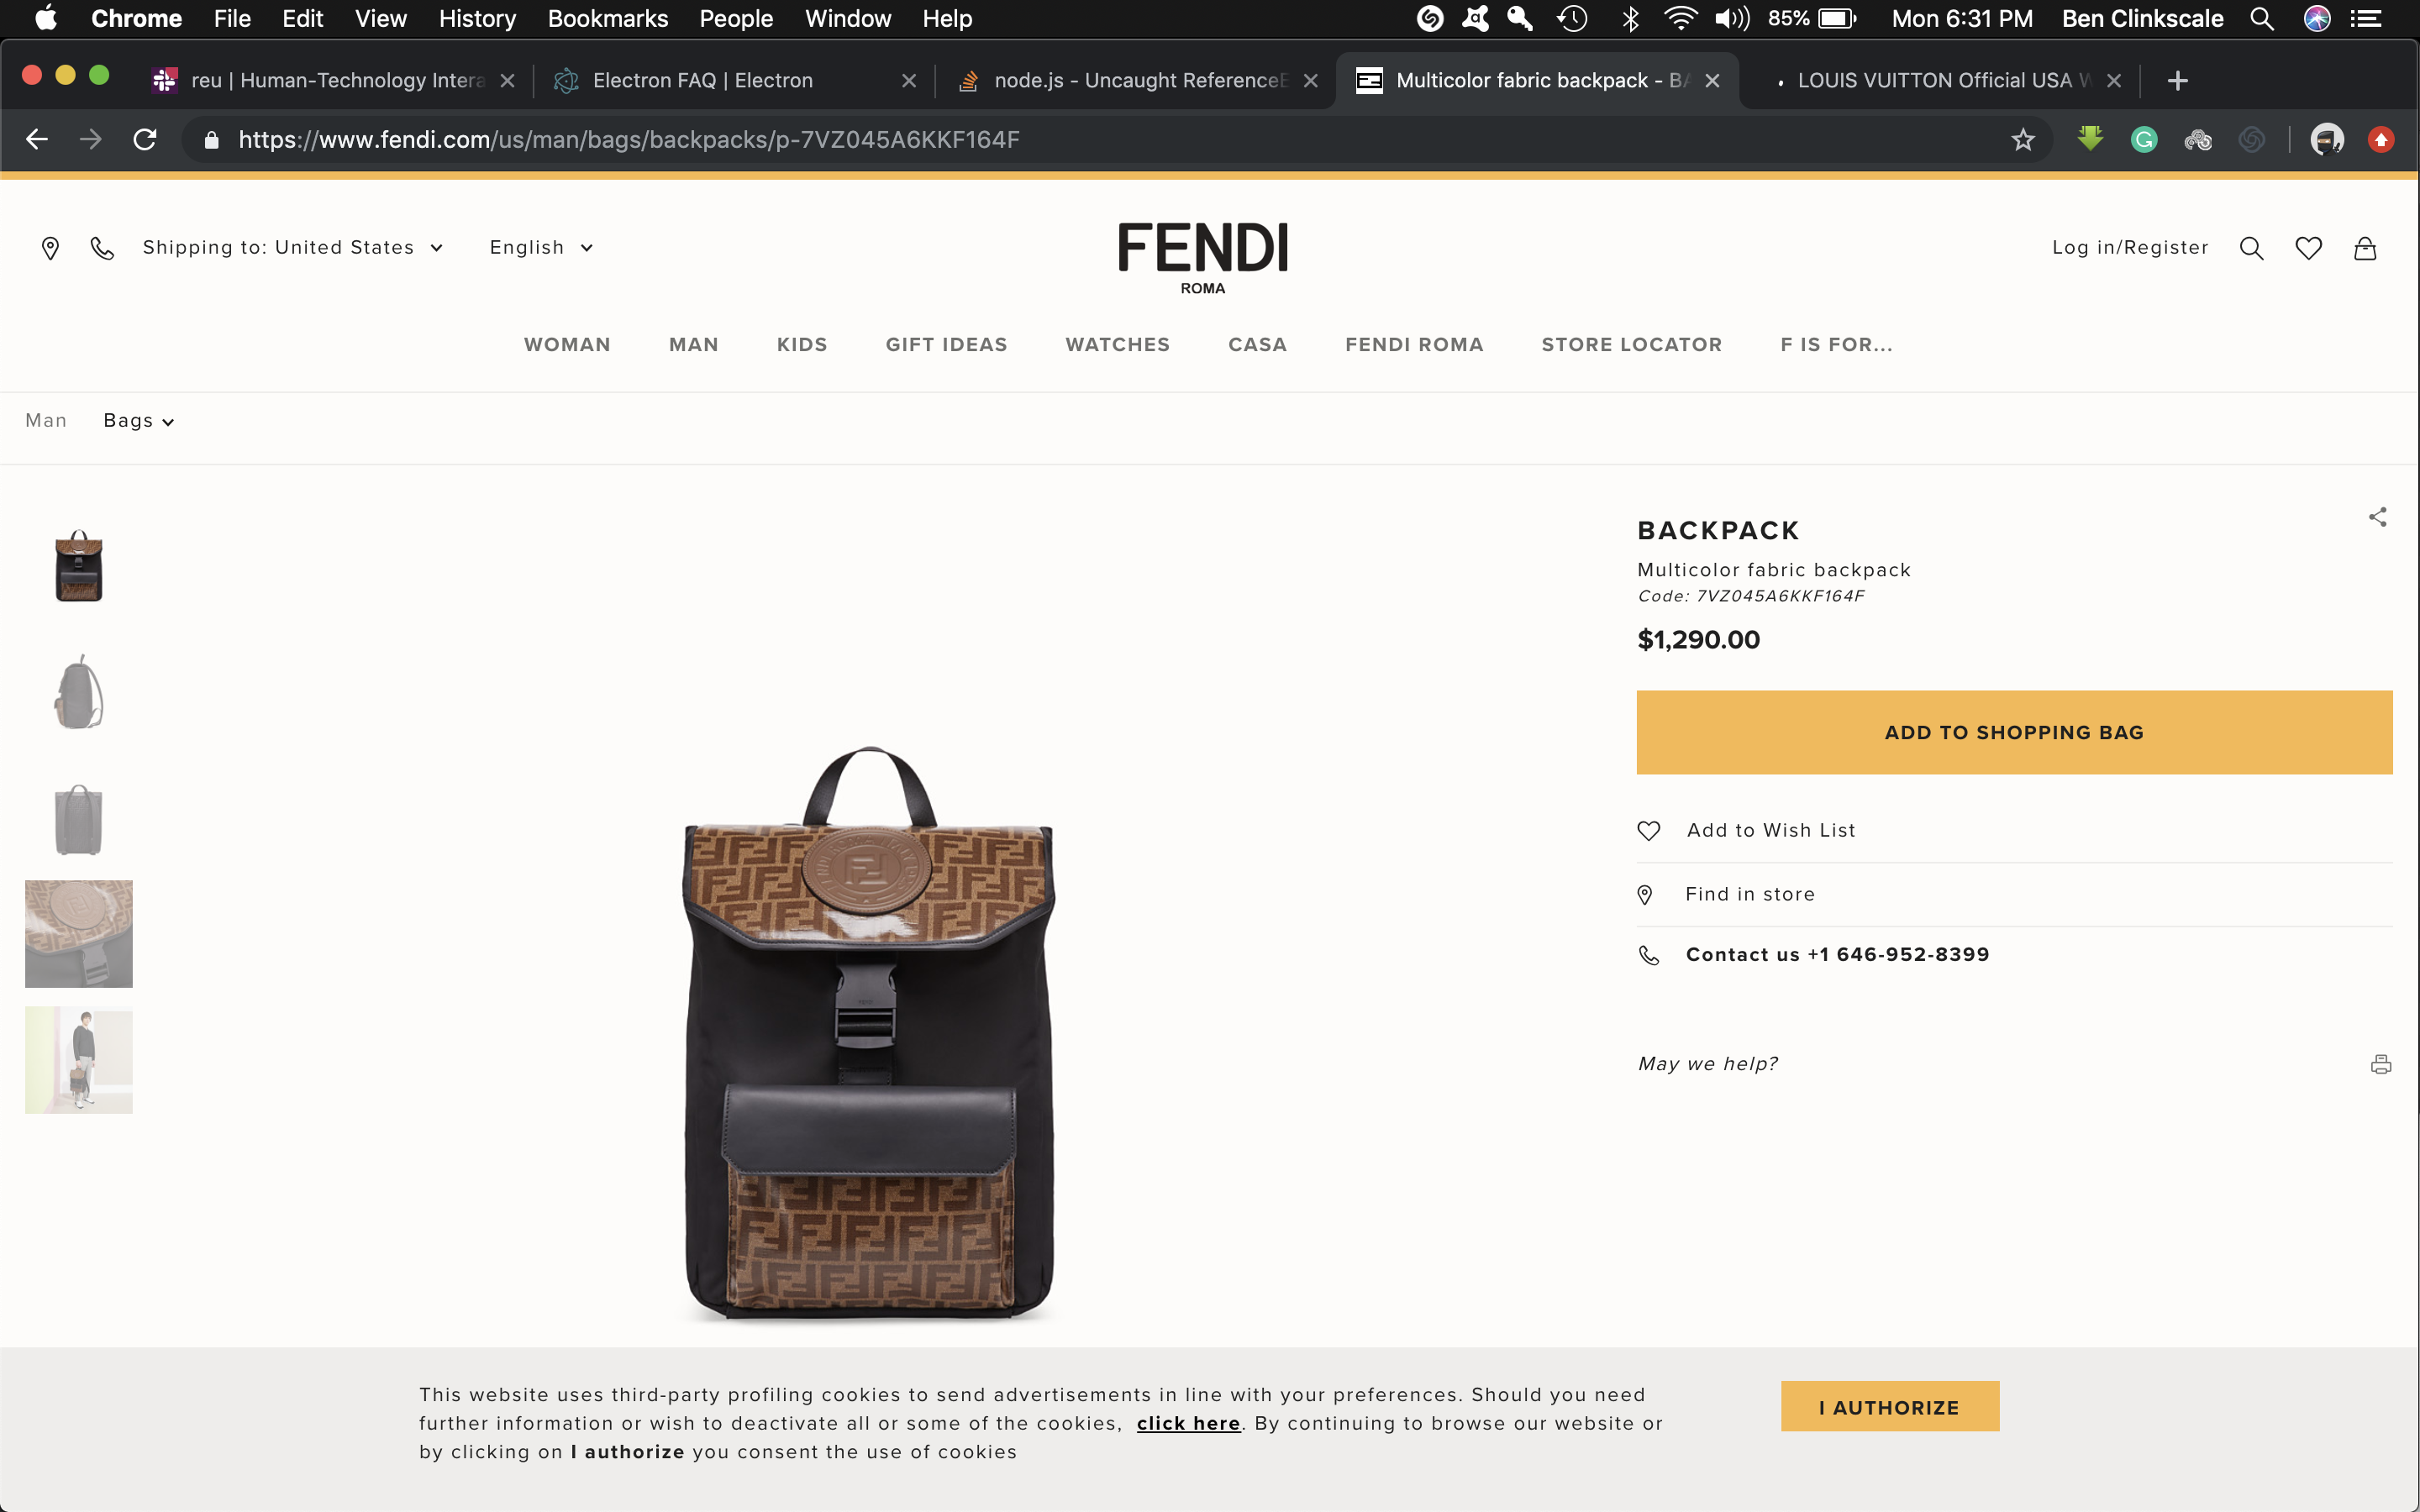 Chrome File Edit View History Bookmarks People Window Help 85% Mon 6:31 PM Ben Clinkscale
reu | Human-Technology Intera Electron FAQ | Electron node.js - Uncaught ReferenceE Multicolor fabric backpack - BA LOUIS VUITTON Official USA W
https://www.fendi.com/us/man/bags/backpacks/p-7VZ045A6KKF164F
Shipping to: United States English FENDI Log in/Register
ROMA
WOMAN MAN KIDS GIFT IDEAS WATCHES CASA FENDI ROMA STORE LOCATOR F IS FOR...
Man Bags
BACKPACK
Multicolor fabric backpack
Code: 7VZ045A6KKF164F
$1,290.00
ADD TO SHOPPING BAG
Add to Wish List
Find in store
Contact us +1 646-952-8399
May we help?
This website uses third-party profiling cookies to send advertisements in line with your preferences. Should you need
further information or wish to deactivate all or some of the cookies, click here. By continuing to browse our website or
by clicking on I authorize you consent the use of cookies
I AUTHORIZE